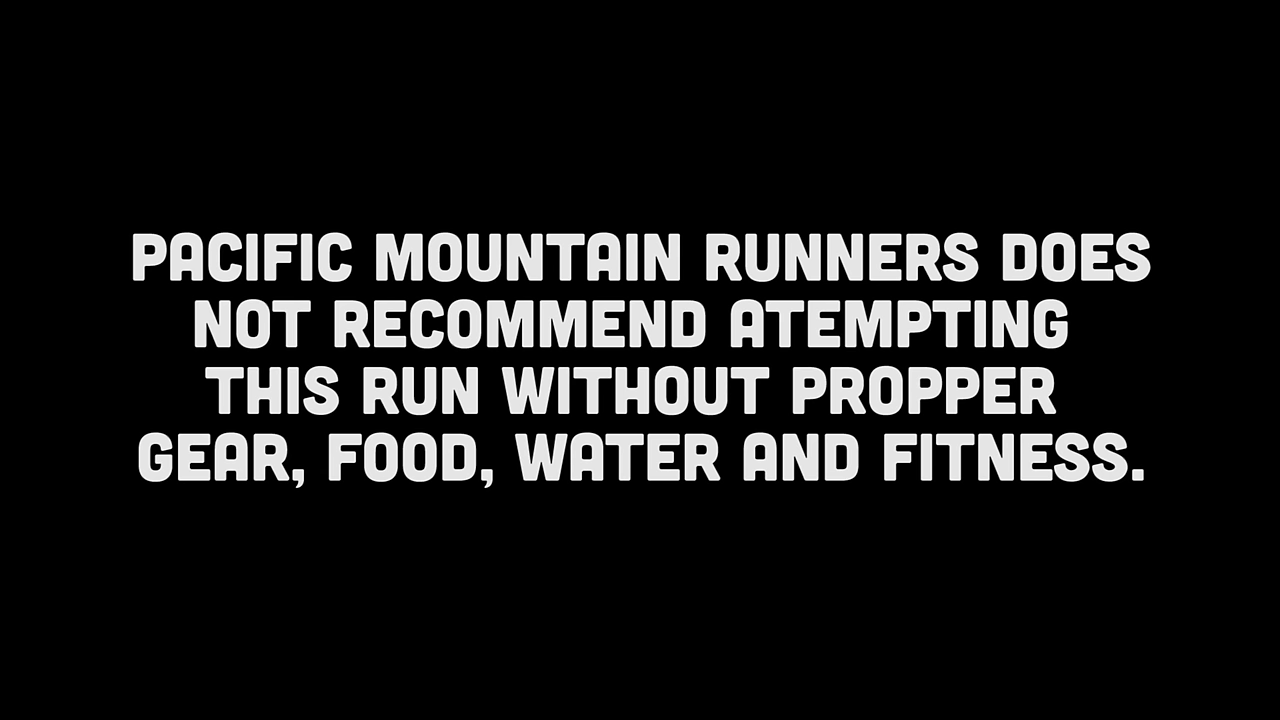 PACIFIC MOUNTAIN RUNNERS DOES
NOT RECOMMEND ATEMPTING
THIS RUN WITHOUT PROPPER
GEAR, FOOD, WATER AND FITNESS.